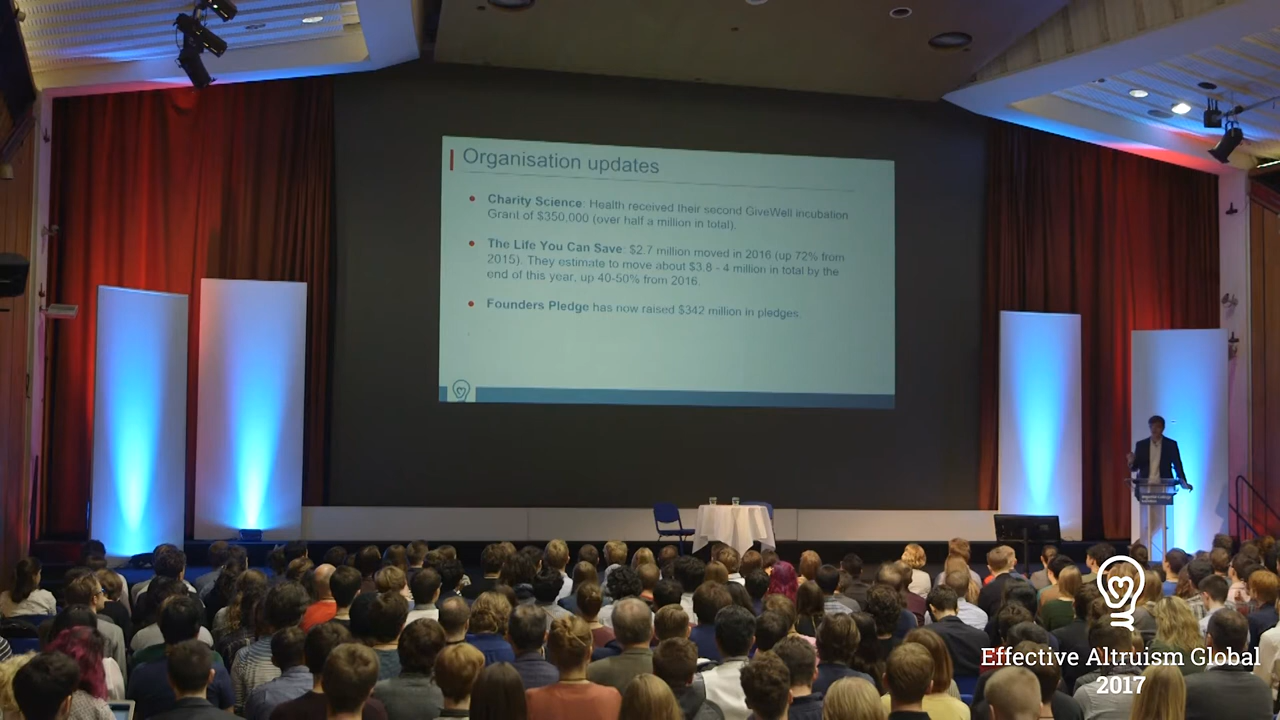 Organisation updates
Charity Science: Health received their second GiveWell incubation
Grant of $350,000 (over half a million in total).
The Life You Can Save: $2.7 million moved in 2016 (up 72% from
2015). They estimate to move about $3.8 - 4 million in total by the
end of this year, up 40-50% from 2016.
Founders Pledge has now raised $342 million in pledges.
Effective Altruism Global
2017